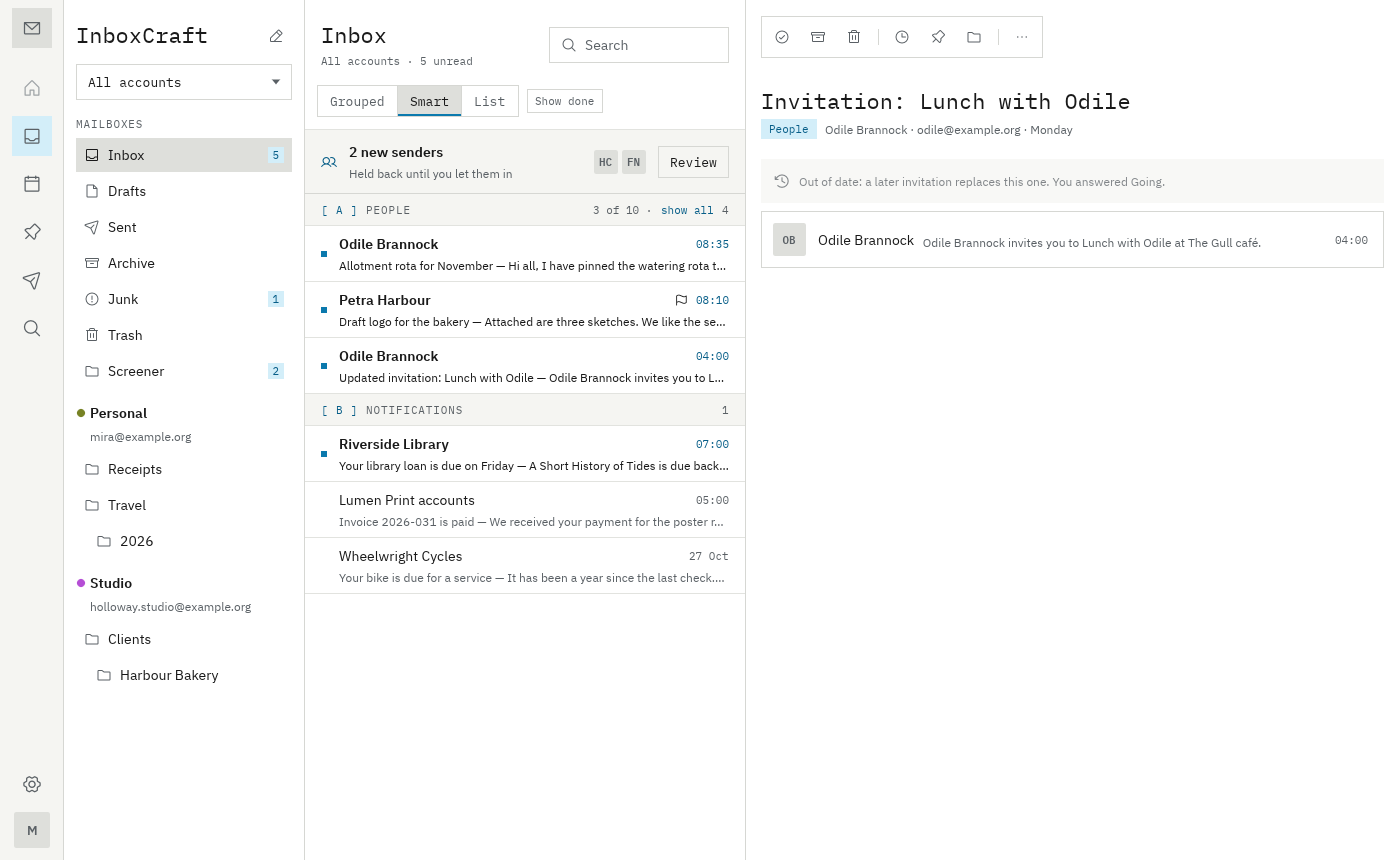 InboxCraft
All accounts
MAILBOXES
Inbox 5
Drafts
Sent
Archive
Junk 1
Trash
Screener 2
Personal
mira@example.org
Receipts
Travel
2026
Studio
holloway.studio@example.org
Clients
Harbour Bakery
M
Inbox
All accounts · 5 unread
Search
Grouped Smart List Show done
2 new senders
Held back until you let them in
HC FN Review
[ A ] PEOPLE 3 of 10 · show all 4
Odile Brannock 08:35
Allotment rota for November — Hi all, I have pinned the watering rota t…
Petra Harbour 08:10
Draft logo for the bakery — Attached are three sketches. We like the se…
Odile Brannock 04:00
Updated invitation: Lunch with Odile — Odile Brannock invites you to L…
[ B ] NOTIFICATIONS 1
Riverside Library 07:00
Your library loan is due on Friday — A Short History of Tides is due back…
Lumen Print accounts 05:00
Invoice 2026-031 is paid — We received your payment for the poster r…
Wheelwright Cycles 27 Oct
Your bike is due for a service — It has been a year since the last check.…
Invitation: Lunch with Odile
People Odile Brannock · odile@example.org · Monday
Out of date: a later invitation replaces this one. You answered Going.
OB Odile Brannock Odile Brannock invites you to Lunch with Odile at The Gull café. 04:00